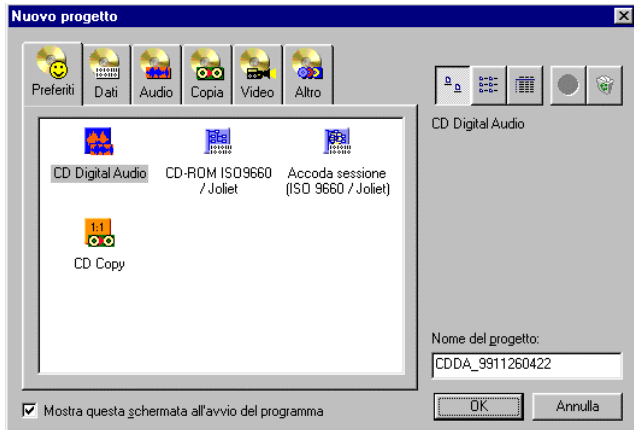 Nuovo progetto
Preferiti
Dati
Audio
Copia
Video
Altro
CD Digital Audio
CD Digital Audio
CD-ROM ISO9660
/ Joliet
Accoda sessione
(ISO 9660 / Joliet)
1:1
CD Copy
Nome del progetto:
CDDA_9911260422
Mostra questa schermata all'avvio del programma
OK
Annulla